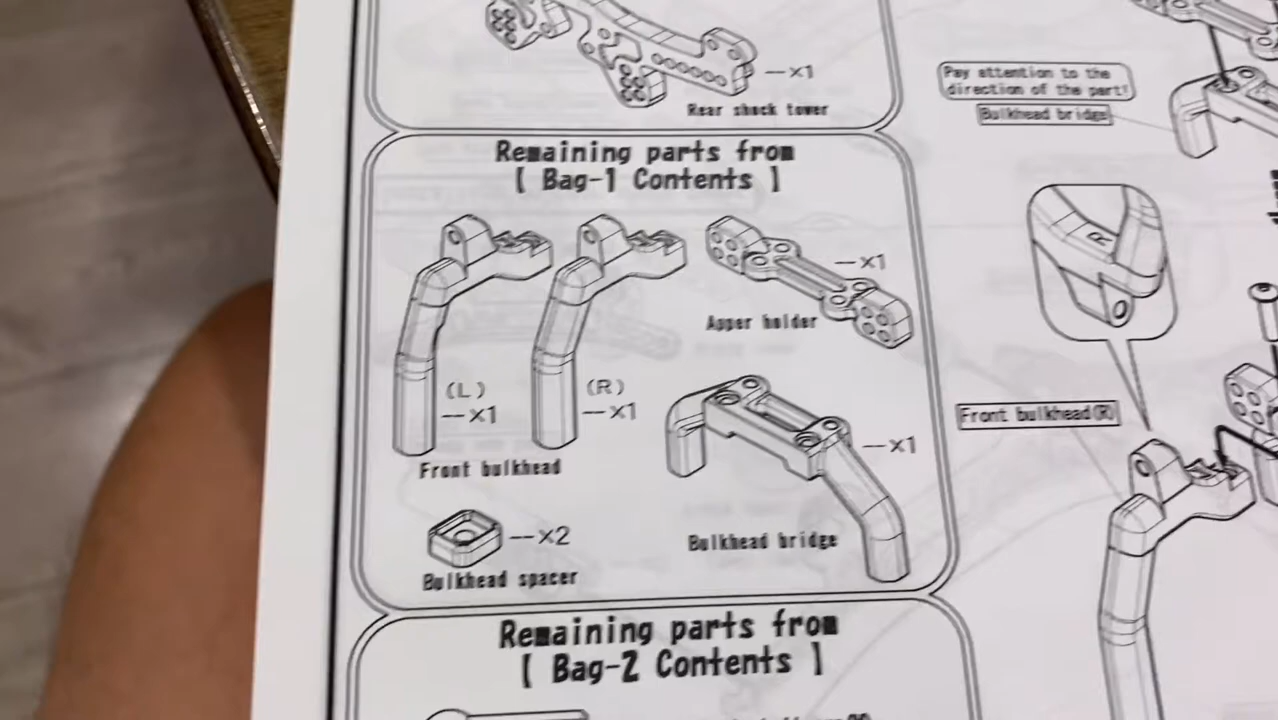 --X1
Rear shock tower
Remaining parts from
[ Bag-1 Contents ]
--X1
Apper holder
(L)
--X1
(R)
--X1
Front bulkhead
--X1
--X2
Bulkhead spacer
Bulkhead bridge
Remaining parts from
[ Bag-2 Contents ]
Pay attention to the
direction of the part!
Bulkhead bridge
R
Front bulkhead(R)